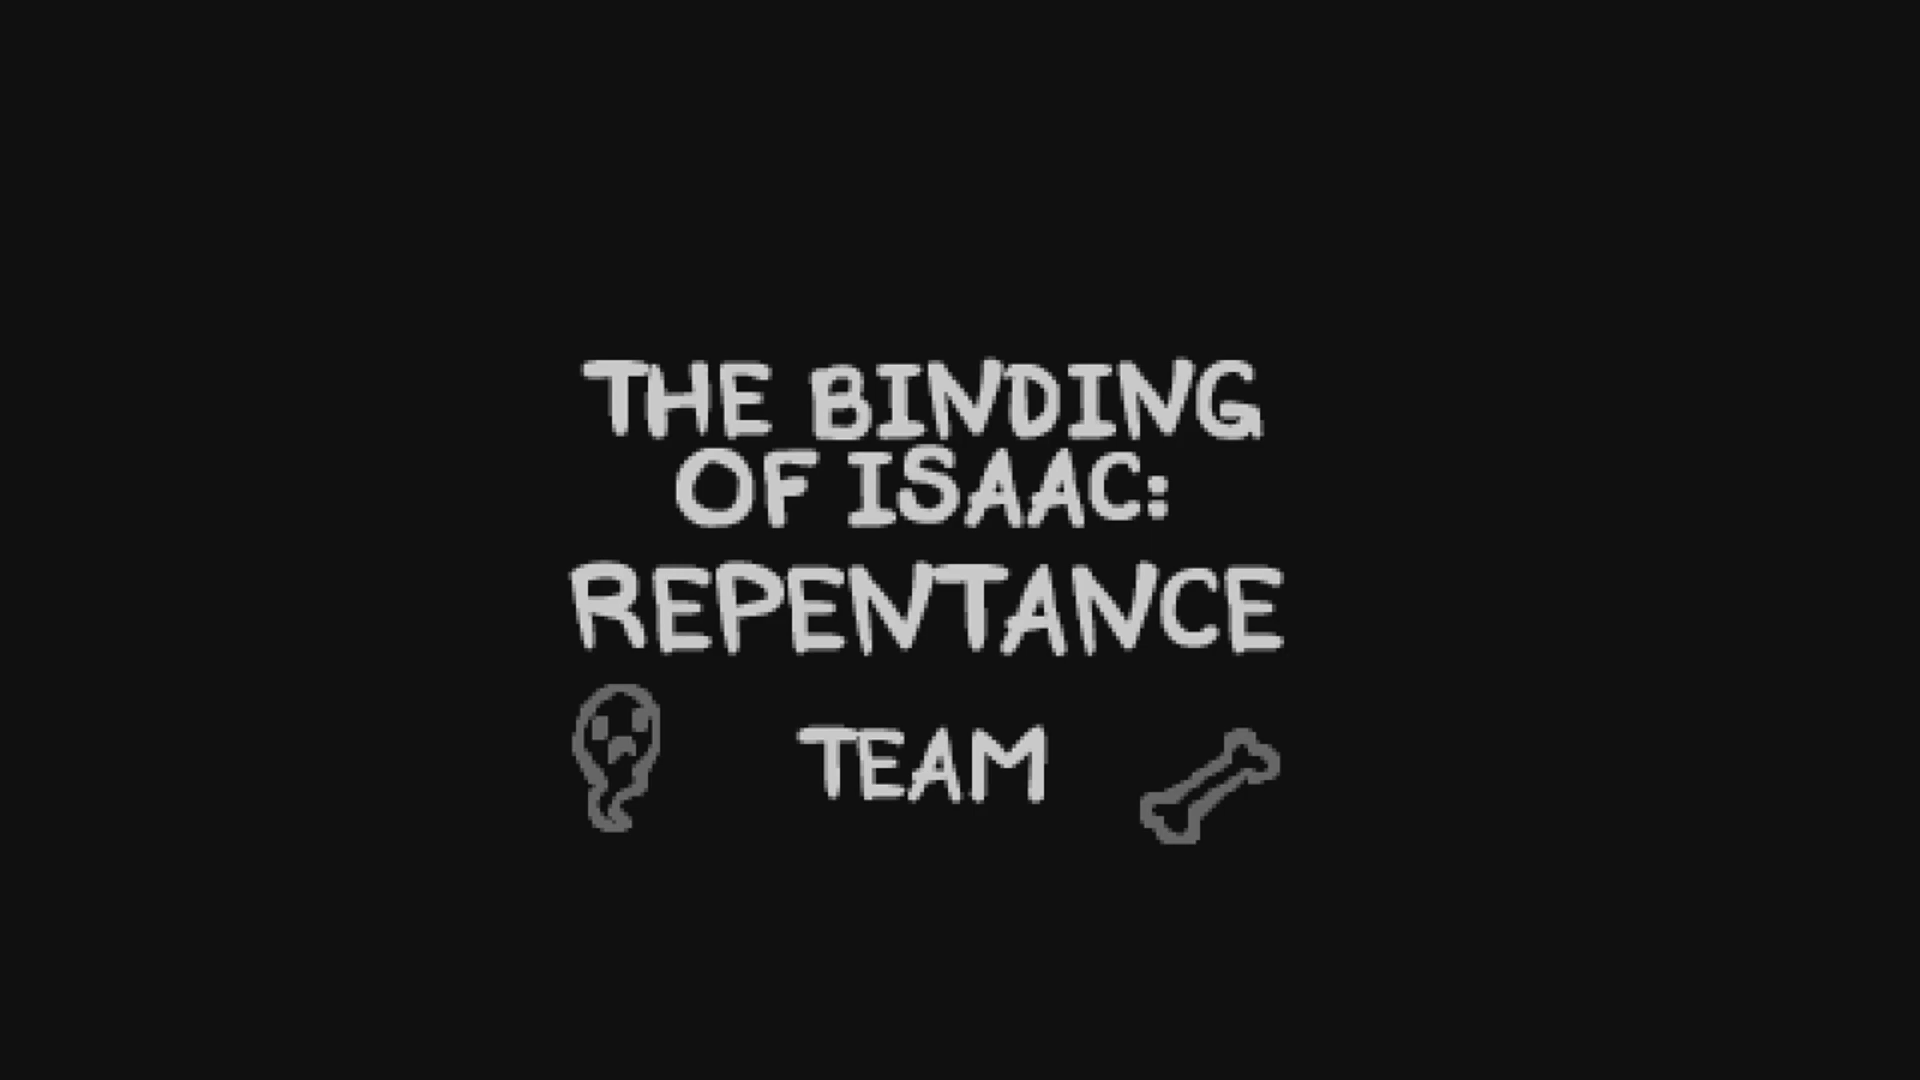 THE BINDING
OF ISAAC:
REPENTANCE
TEAM